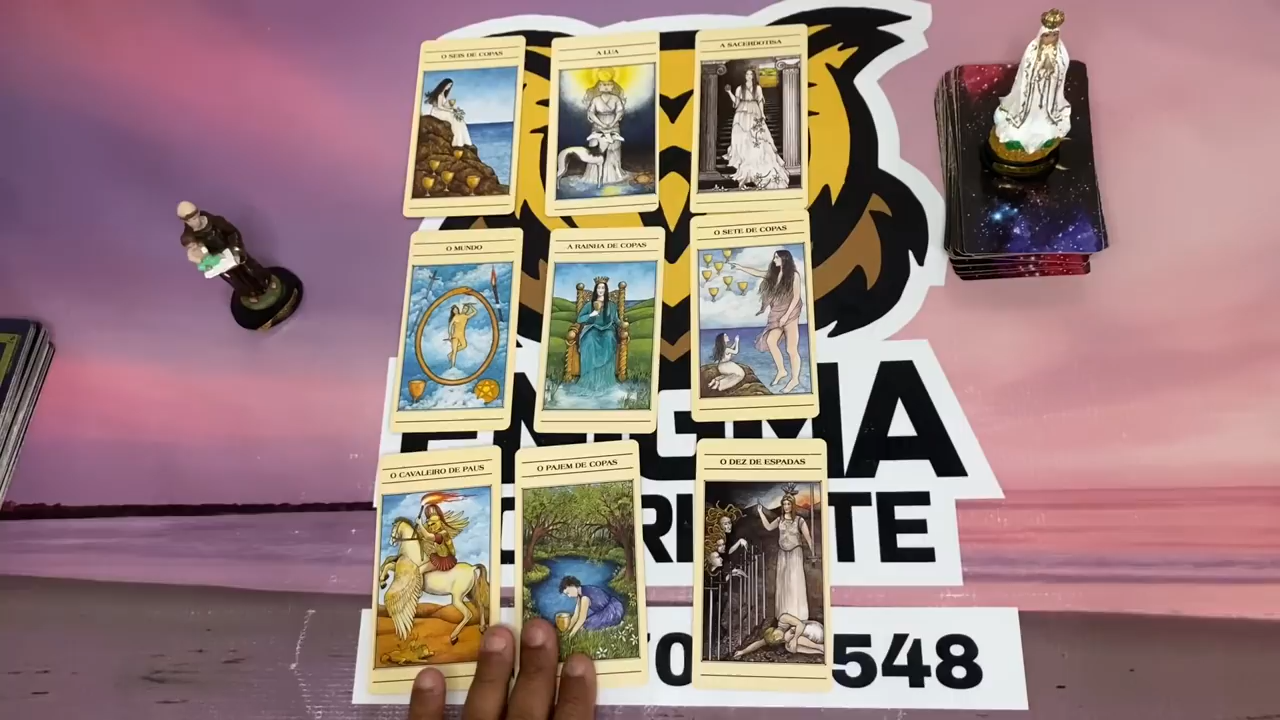 O SEIS DE COPAS
A LUA
A SACERDOTISA
O MUNDO
A RAINHA DE COPAS
O SETE DE COPAS
ENIGMA
O CAVALEIRO DE PAUS
O PAJEM DE COPAS
O DEZ DE ESPADAS
548